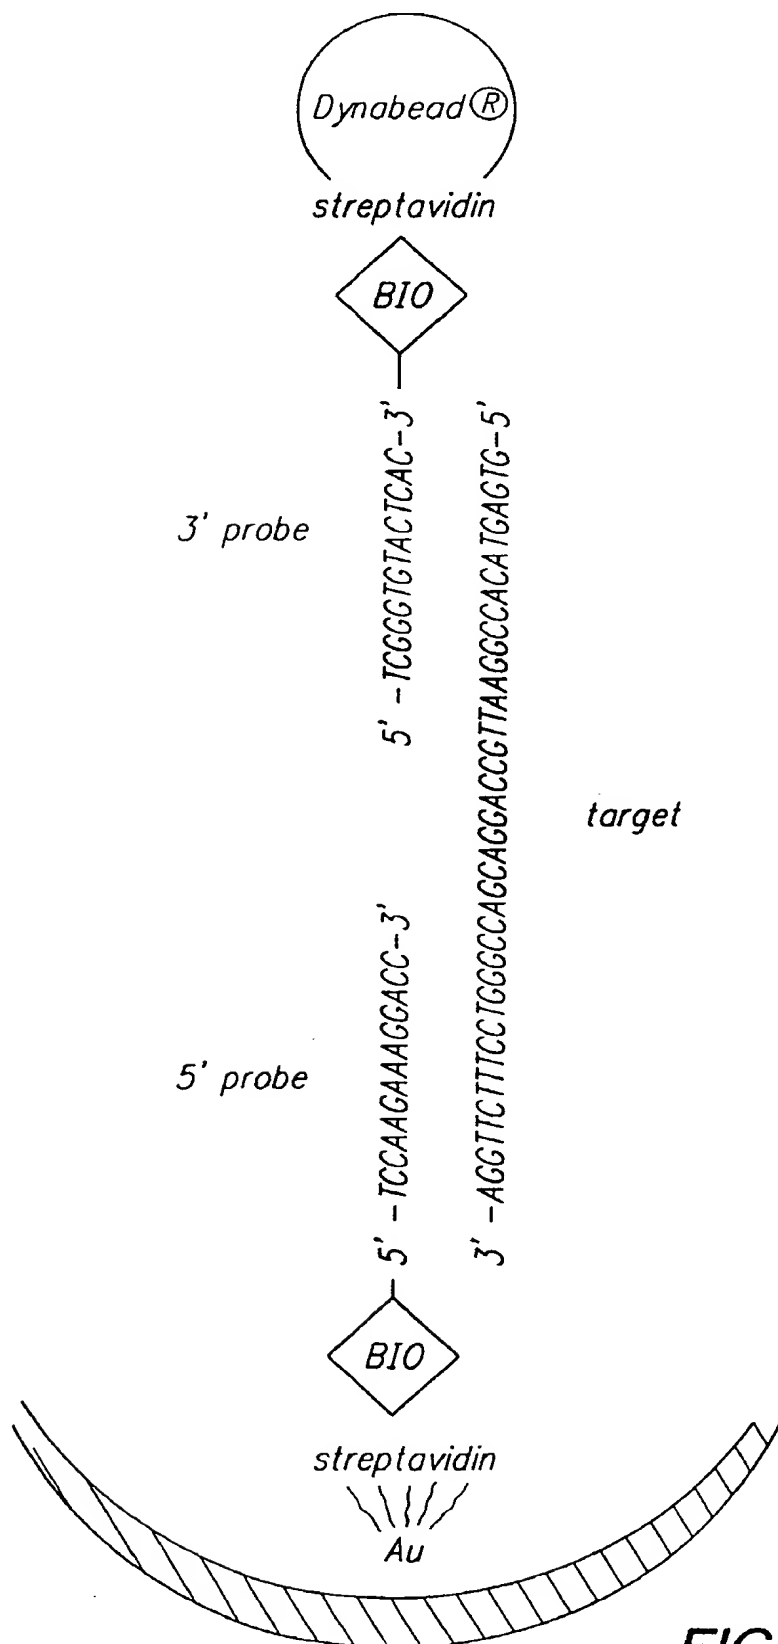 Dynabead®
streptavidin
BIO
3' probe
5' -TCGGGTGTACTCAC-3'
3' -AGGTTCTTTCCTGGGCCAGCAGGACCGTTAAGGCCACATGAGTG-5'
target
5' probe
5' -TCCAAGAAAGGACC-3'
BIO
streptavidin
Au